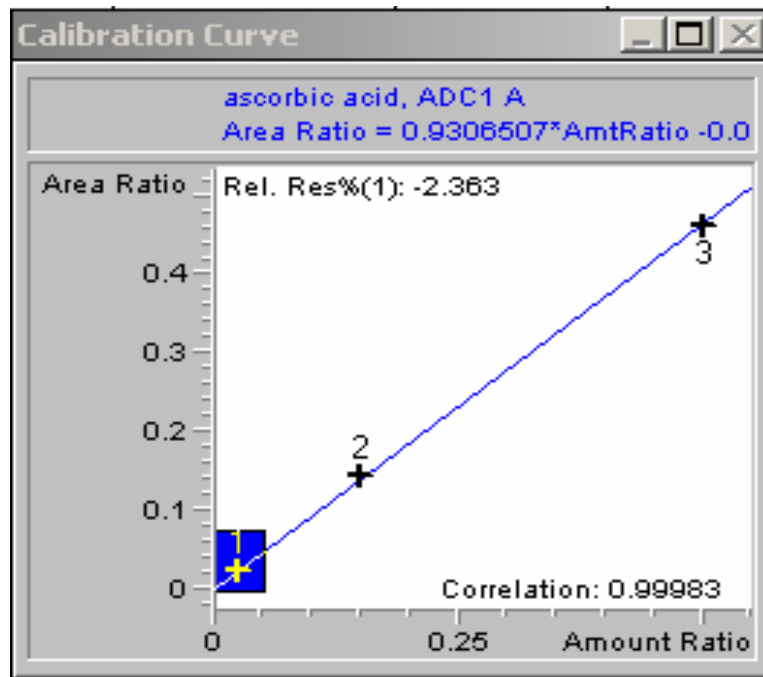 Calibration Curve
ascorbic acid, ADC1 A
Area Ratio = 0.9306507*AmtRatio -0.0
Area Ratio
Rel. Res%(1): -2.363
0.4
3
0.3
0.2
2
0.1
1
0
Correlation: 0.99983
0
0.25
Amount Ratio